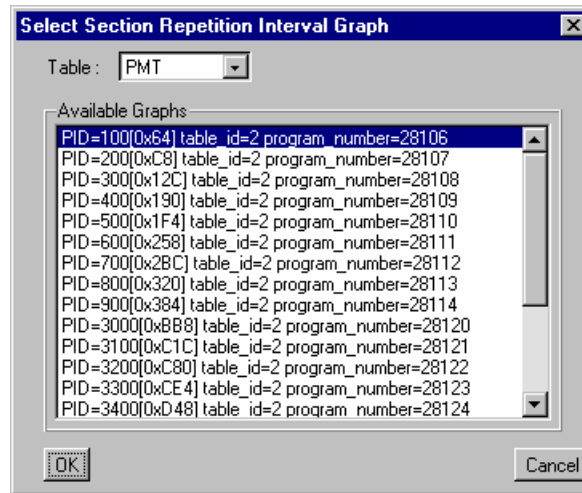 Select Section Repetition Interval Graph
Table : PMT
Available Graphs
PID=100[0x64] table_id=2 program_number=28106
PID=200[0xC8] table_id=2 program_number=28107
PID=300[0x12C] table_id=2 program_number=28108
PID=400[0x190] table_id=2 program_number=28109
PID=500[0x1F4] table_id=2 program_number=28110
PID=600[0x258] table_id=2 program_number=28111
PID=700[0x2BC] table_id=2 program_number=28112
PID=800[0x320] table_id=2 program_number=28113
PID=900[0x384] table_id=2 program_number=28114
PID=3000[0xBB8] table_id=2 program_number=28120
PID=3100[0xC1C] table_id=2 program_number=28121
PID=3200[0xC80] table_id=2 program_number=28122
PID=3300[0xCE4] table_id=2 program_number=28123
PID=3400[0xD48] table_id=2 program_number=28124
OK Cancel